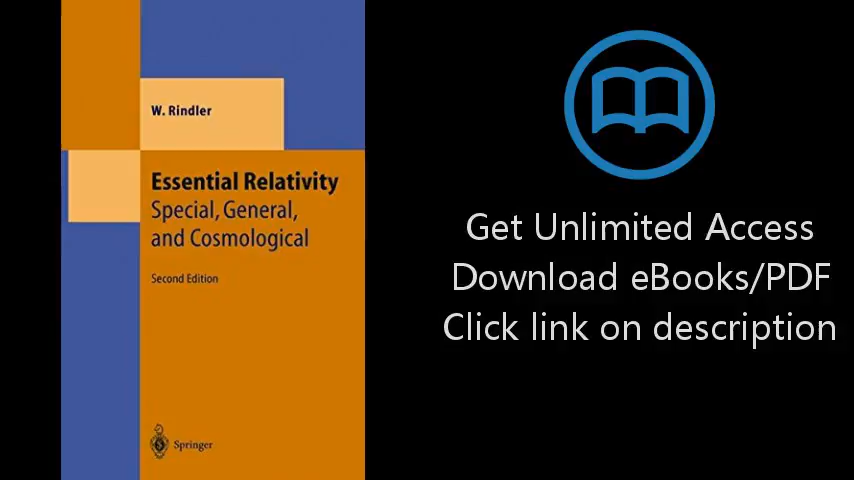 W. Rindler
Essential Relativity
Special, General,
and Cosmological
Second Edition
Springer
Get Unlimited Access
Download eBooks/PDF
Click link on description